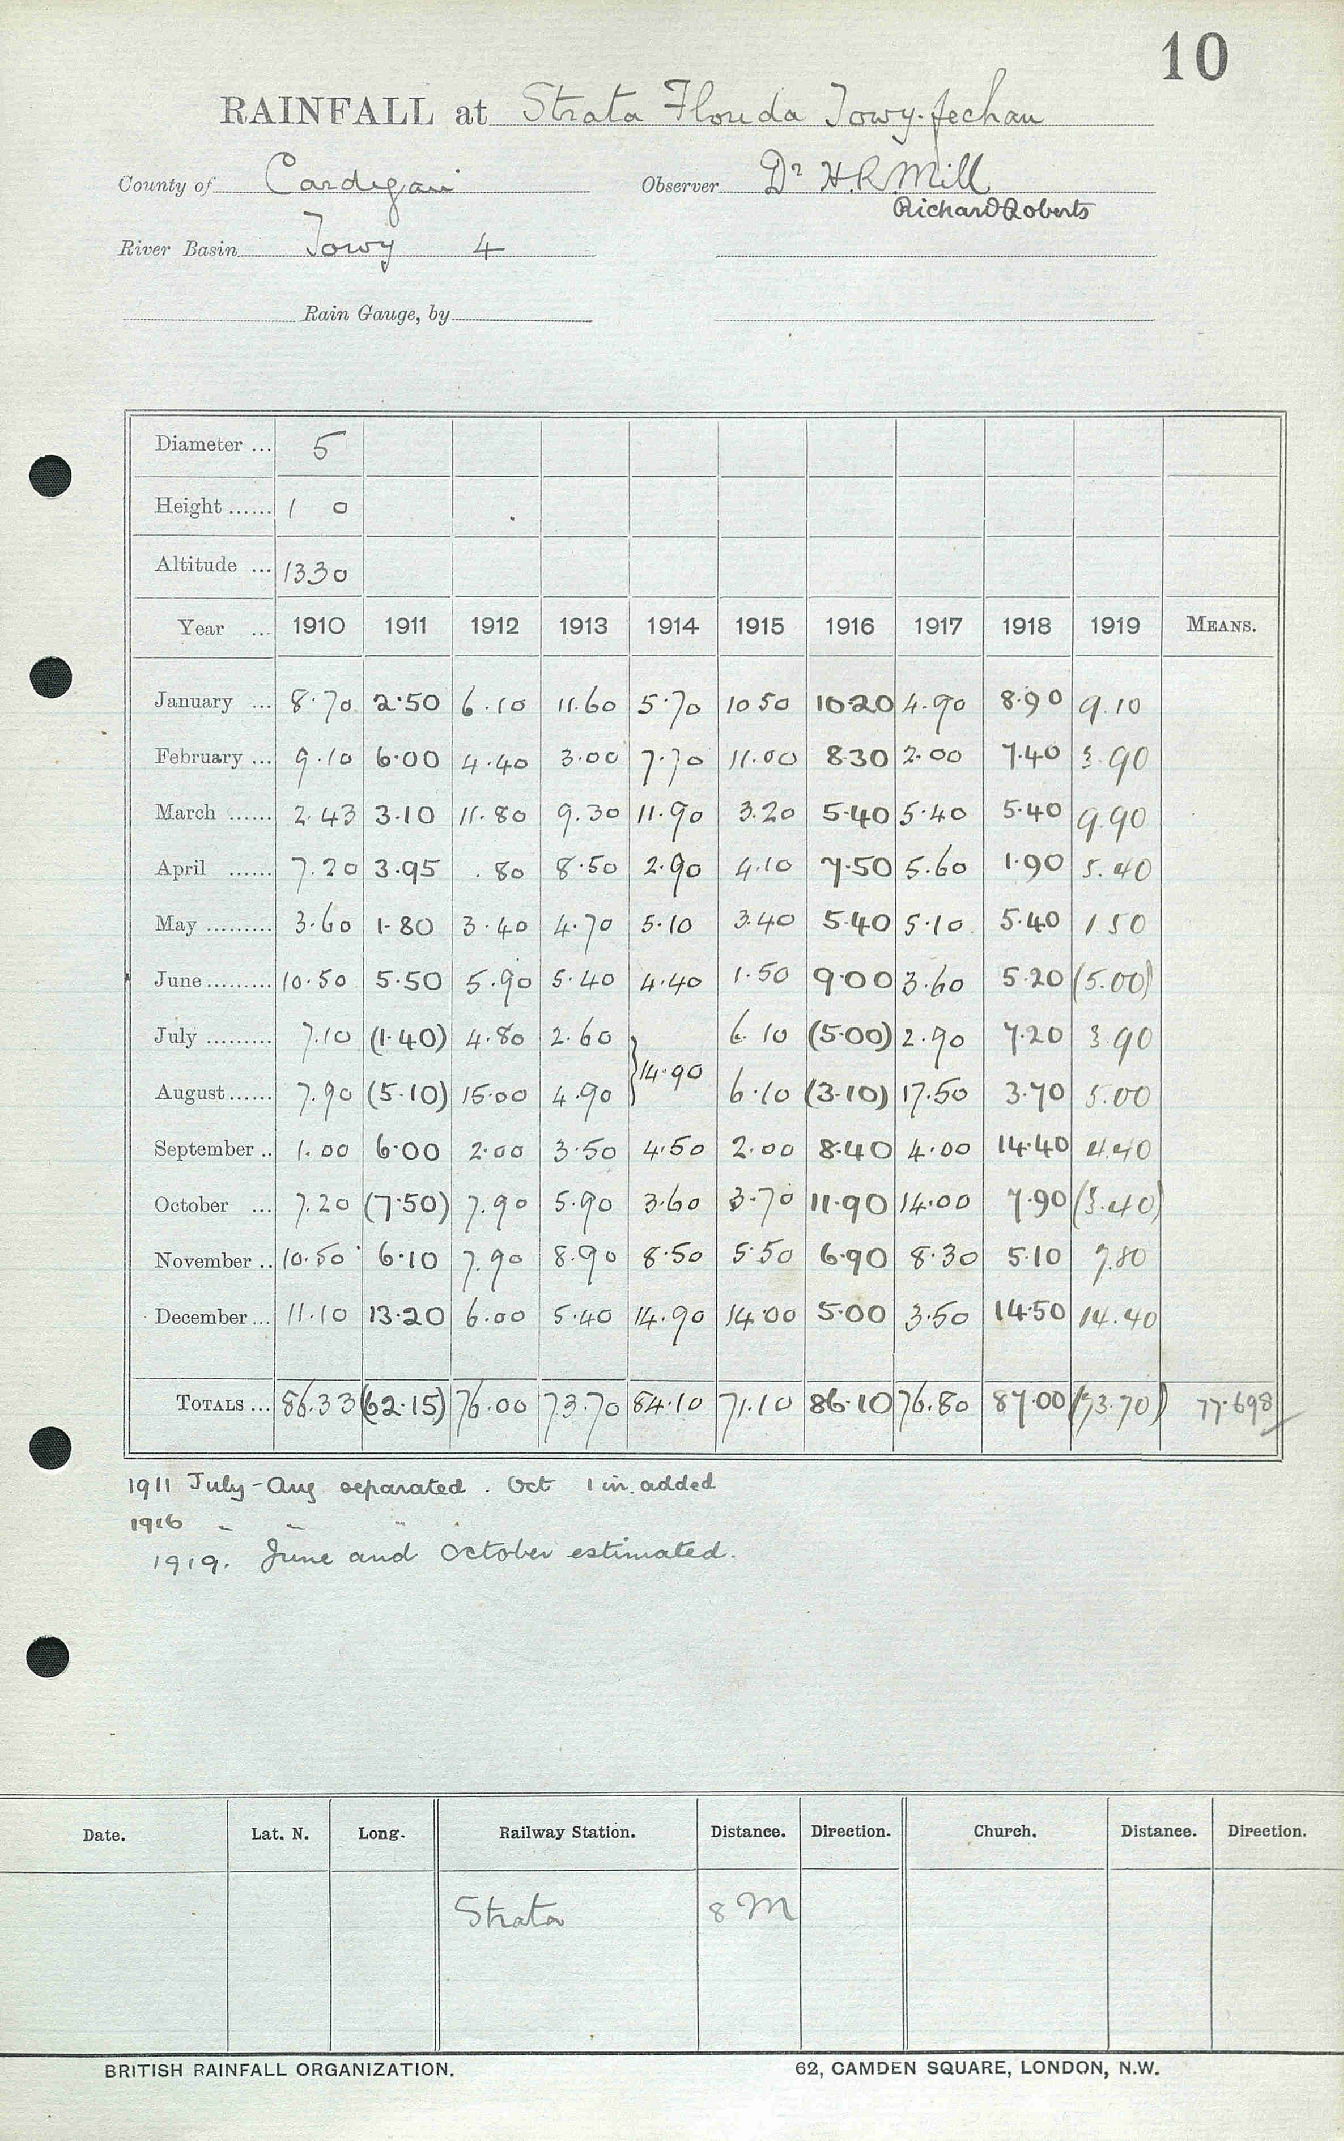 10
RAINFALL at Strata Florida Towy-fechan
County of Cardigan Observer Dr H.R. Mill
Richard Roberts
River Basin Towy 4
Rain Gauge, by
Diameter ... 5
Height ...... 1 0
Altitude ... 1330
Year ... 1910 1911 1912 1913 1914 1915 1916 1917 1918 1919 MEANS.
January ... 8.70 2.50 6.10 11.60 5.70 10.50 10.20 4.90 8.90 9.10
February ... 9.10 6.00 4.40 3.00 7.70 11.00 8.30 2.00 7.40 3.90
March ...... 2.43 3.10 11.80 9.30 11.90 3.20 5.40 5.40 5.40 9.90
April ...... 7.20 3.95 .80 8.50 2.90 4.10 7.50 5.60 1.90 5.40
May ......... 3.60 1.80 3.40 4.70 5.10 3.40 5.40 5.10 5.40 1.50
June ......... 10.50 5.50 5.90 5.40 4.40 1.50 9.00 3.60 5.20 (5.00)
July ......... 7.10 (1.40) 4.80 2.60 } 14.90 6.10 (5.00) 2.90 7.20 3.90
August ...... 7.90 (5.10) 15.00 4.90 6.10 (3.10) 17.50 3.70 5.00
September .. 1.00 6.00 2.00 3.50 4.50 2.00 8.40 4.00 14.40 4.40
October ... 7.20 (7.50) 7.90 5.90 3.60 3.70 11.90 14.00 7.90 (3.40)
November .. 10.50 6.10 7.90 8.90 8.50 5.50 6.90 8.30 5.10 7.80
December ... 11.10 13.20 6.00 5.40 14.90 14.00 5.00 3.50 14.50 14.40
TOTALS ... 86.33 (62.15) 76.00 73.70 84.10 71.10 86.10 76.80 87.00 (73.70) 77.698
1911 July - Aug separated. Oct 1 in. added
1916 " " "
1919. June and October estimated.
Date. Lat. N. Long. Railway Station. Distance. Direction. Church. Distance. Direction.
Strata 8 M
BRITISH RAINFALL ORGANIZATION. 62, CAMDEN SQUARE, LONDON, N.W.